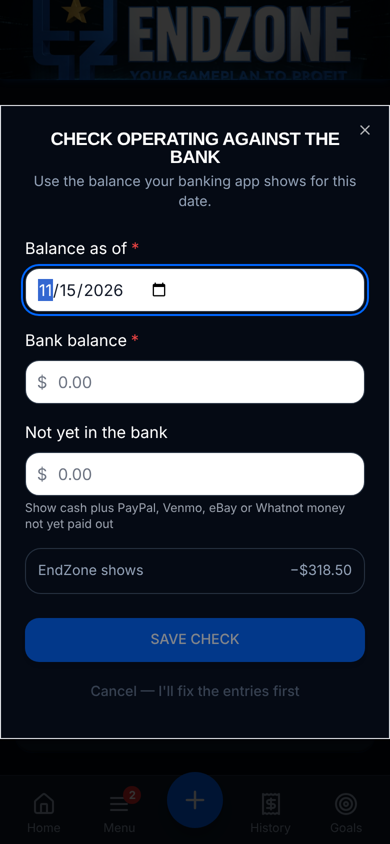 ENDZONE
YOUR GAMEPLAN TO PROFIT
CHECK OPERATING AGAINST THE
BANK
Use the balance your banking app shows for this
date.
Balance as of *
11/15/2026
Bank balance *
$ 0.00
Not yet in the bank
$ 0.00
Show cash plus PayPal, Venmo, eBay or Whatnot money
not yet paid out
EndZone shows −$318.50
SAVE CHECK
Cancel — I'll fix the entries first
2
Home Menu History Goals